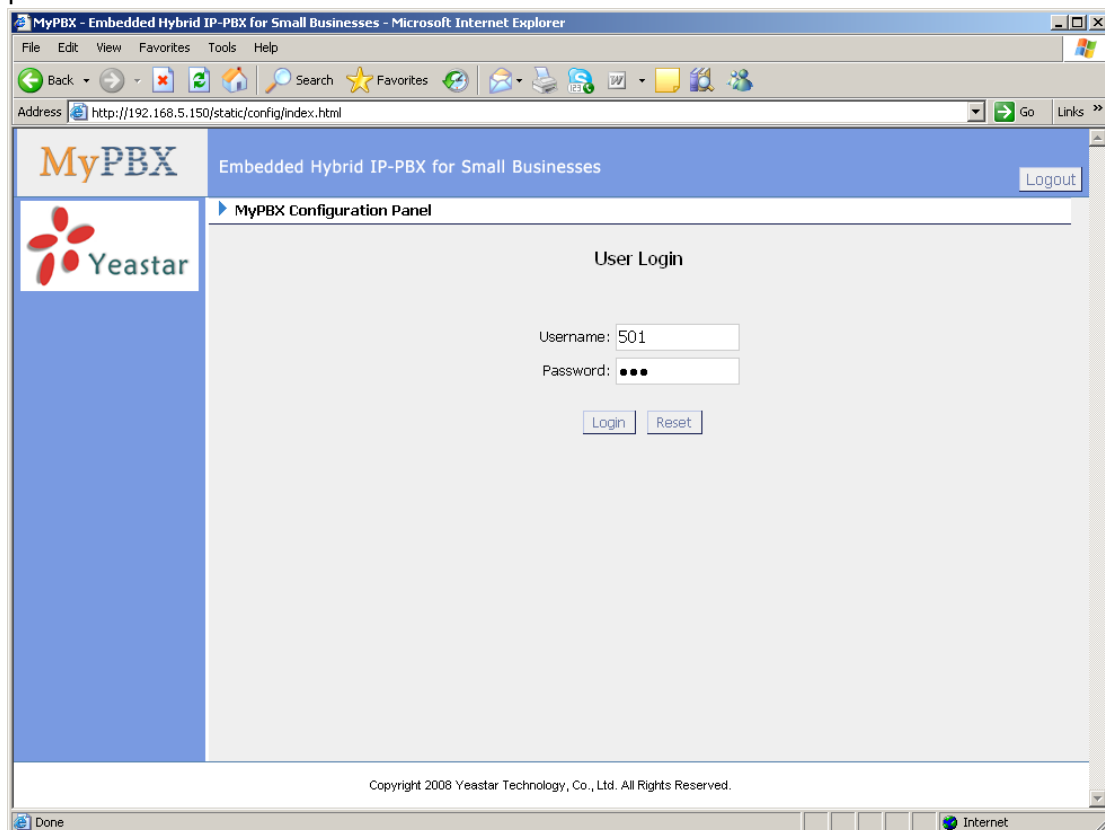 MyPBX - Embedded Hybrid IP-PBX for Small Businesses - Microsoft Internet Explorer
File Edit View Favorites Tools Help
Back Search Favorites
Address http://192.168.5.150/static/config/index.html Go Links »
MyPBX Embedded Hybrid IP-PBX for Small Businesses
Logout
Yeastar
MyPBX Configuration Panel
User Login
Username: 501
Password: ●●●
Login Reset
Copyright 2008 Yeastar Technology, Co., Ltd. All Rights Reserved.
Done Internet